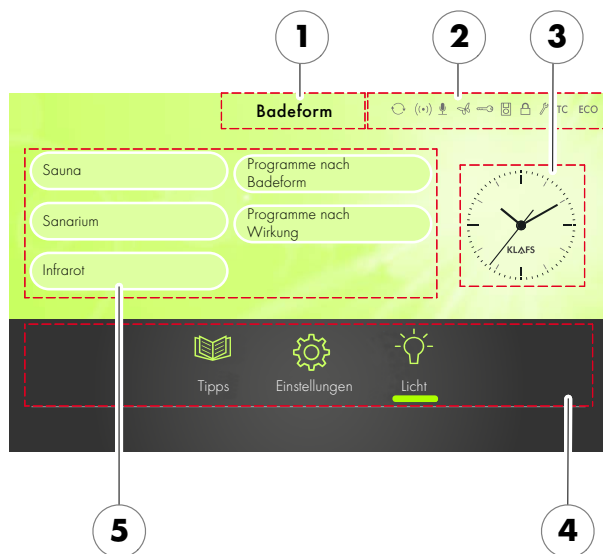 1
2
3
Badeform
TC ECO
Sauna
Programme nach
Badeform
Sanarium
Programme nach
Wirkung
Infrarot
KLAFS
Tipps
Einstellungen
Licht
5
4